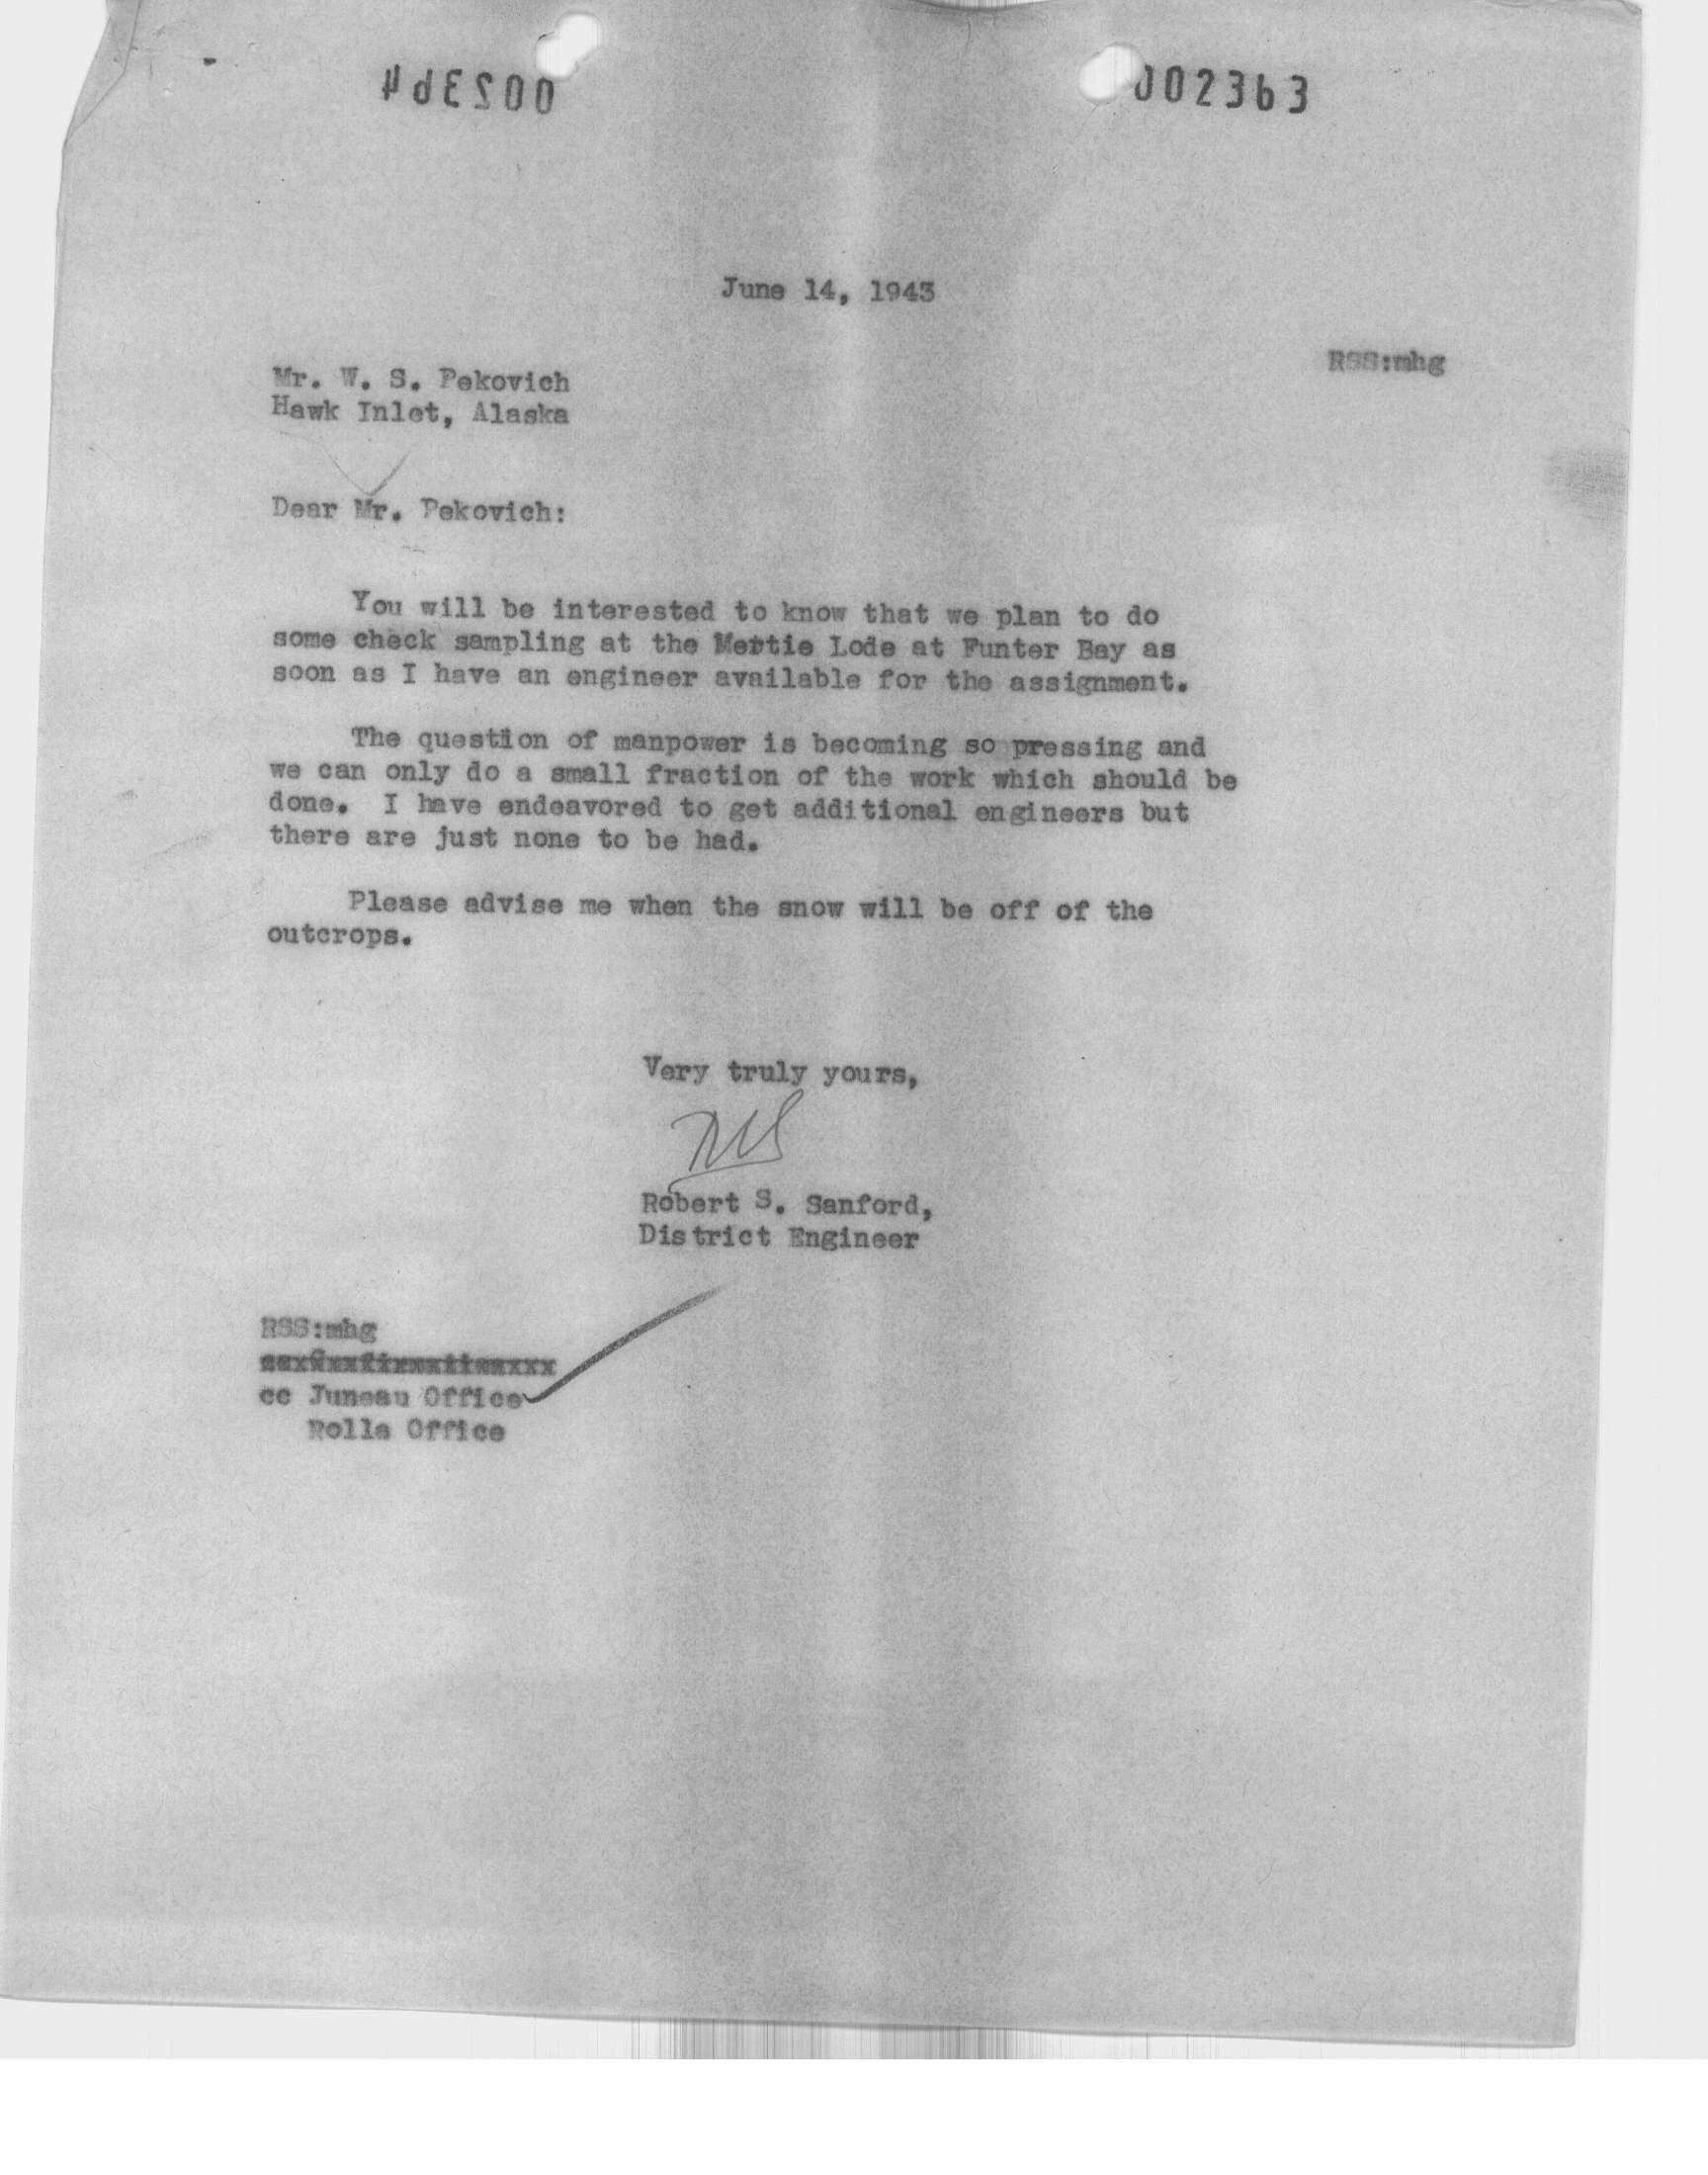 002363
June 14, 1943
RSS:mhg
Mr. W. S. Pekovich
Hawk Inlet, Alaska
Dear Mr. Pekovich:
You will be interested to know that we plan to do
some check sampling at the Mertie Lode at Funter Bay as
soon as I have an engineer available for the assignment.
The question of manpower is becoming so pressing and
we can only do a small fraction of the work which should be
done. I have endeavored to get additional engineers but
there are just none to be had.
Please advise me when the snow will be off of the
outcrops.
Very truly yours,
RSS
Robert S. Sanford,
District Engineer
RSS:mhg
cc Juneau Office
Rolla Office